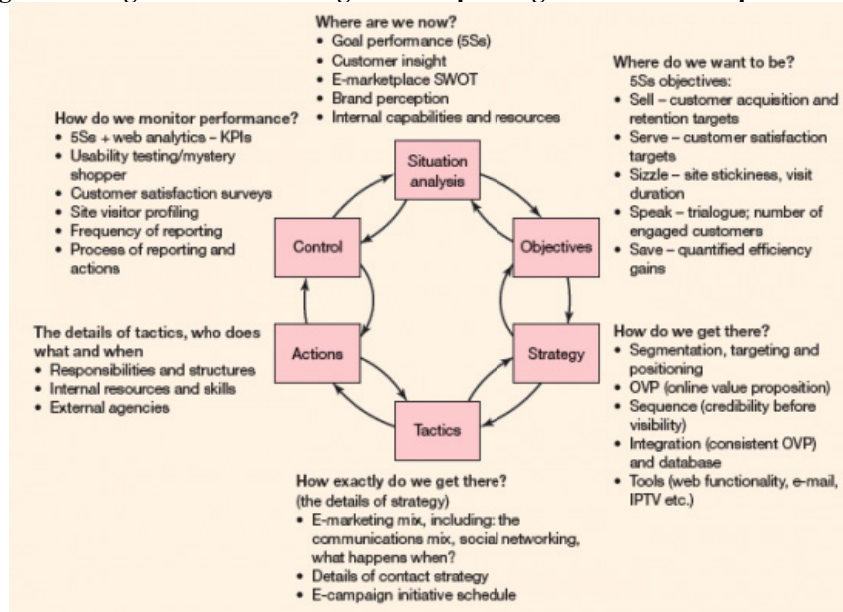 Where are we now?
• Goal performance (5Ss)
• Customer insight
• E-marketplace SWOT
• Brand perception
• Internal capabilities and resources
Where do we want to be?
5Ss objectives:
• Sell – customer acquisition and
retention targets
• Serve – customer satisfaction
targets
• Sizzle – site stickiness, visit
duration
• Speak – trialogue; number of
engaged customers
• Save – quantified efficiency
gains
How do we monitor performance?
• 5Ss + web analytics – KPIs
• Usability testing/mystery
shopper
• Customer satisfaction surveys
• Site visitor profiling
• Frequency of reporting
• Process of reporting and
actions
Situation
analysis
Control
Objectives
Actions
Strategy
Tactics
The details of tactics, who does
what and when
• Responsibilities and structures
• Internal resources and skills
• External agencies
How do we get there?
• Segmentation, targeting and
positioning
• OVP (online value proposition)
• Sequence (credibility before
visibility)
• Integration (consistent OVP)
and database
• Tools (web functionality, e-mail,
IPTV etc.)
How exactly do we get there?
(the details of strategy)
• E-marketing mix, including: the
communications mix, social networking,
what happens when?
• Details of contact strategy
• E-campaign initiative schedule